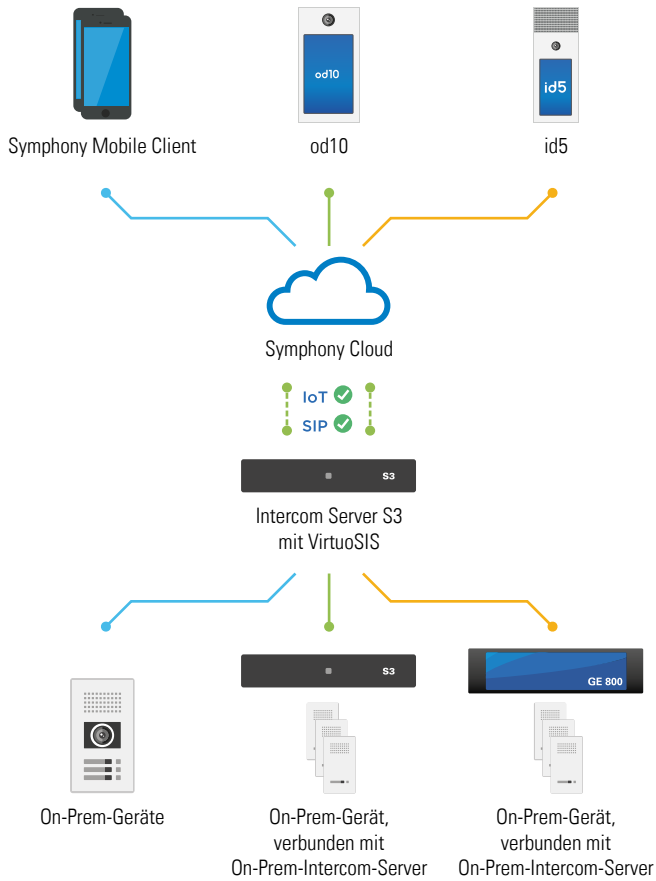 od10
id5
Symphony Mobile Client
od10
id5
Symphony Cloud
IoT
SIP
S3
Intercom Server S3
mit VirtuoSIS
S3
GE 800
On-Prem-Geräte
On-Prem-Gerät,
verbunden mit
On-Prem-Intercom-Server
On-Prem-Gerät,
verbunden mit
On-Prem-Intercom-Server